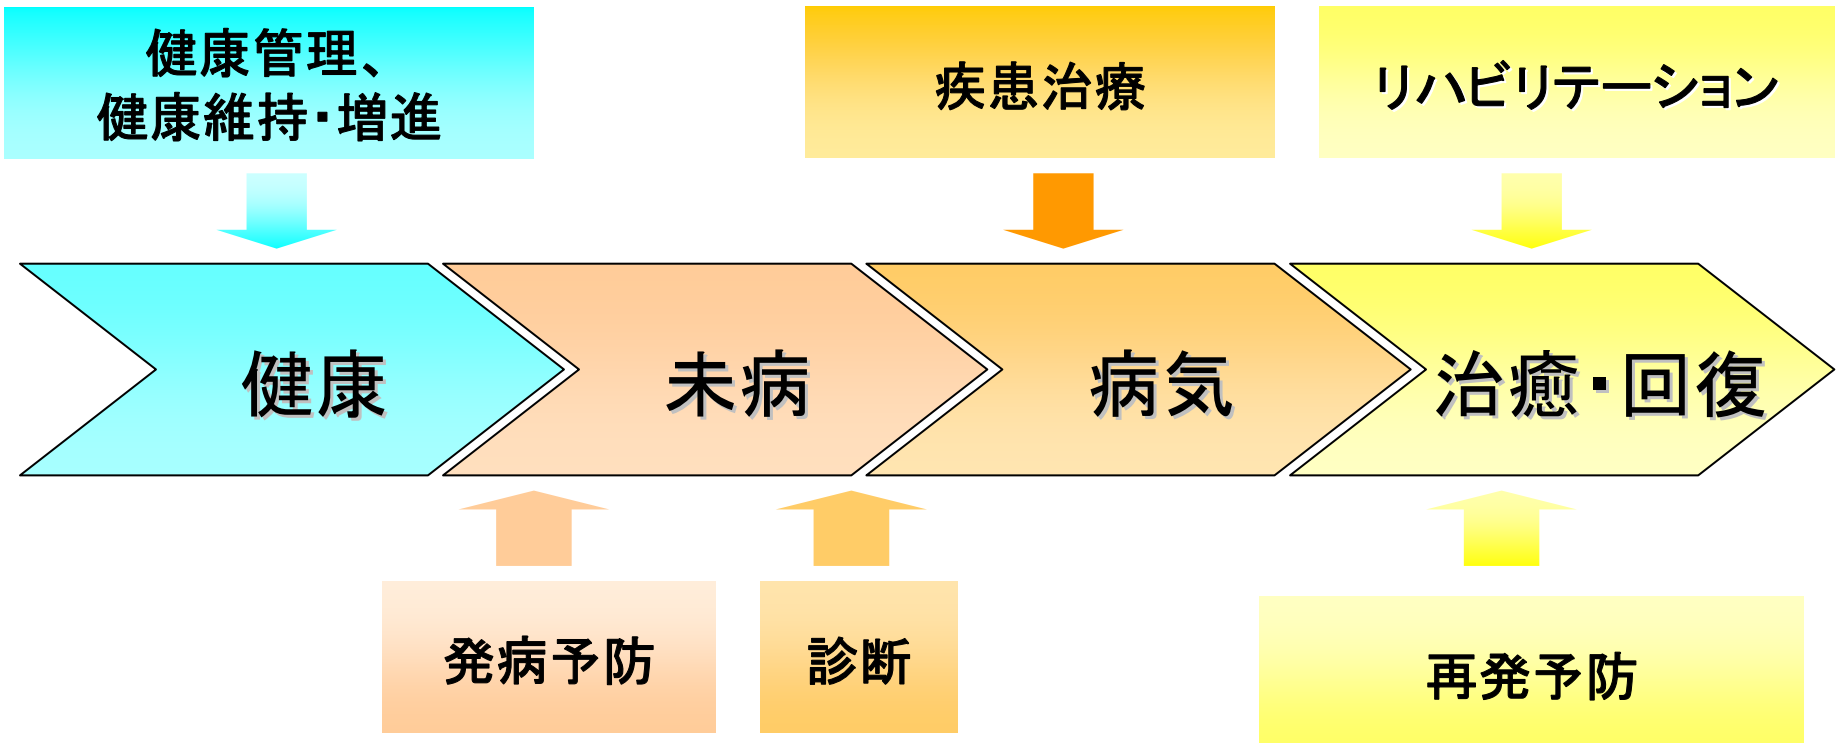 健康管理、
健康維持・増進
疾患治療
リハビリテーション
健康
未病
病気
治癒・回復
発病予防
診断
再発予防